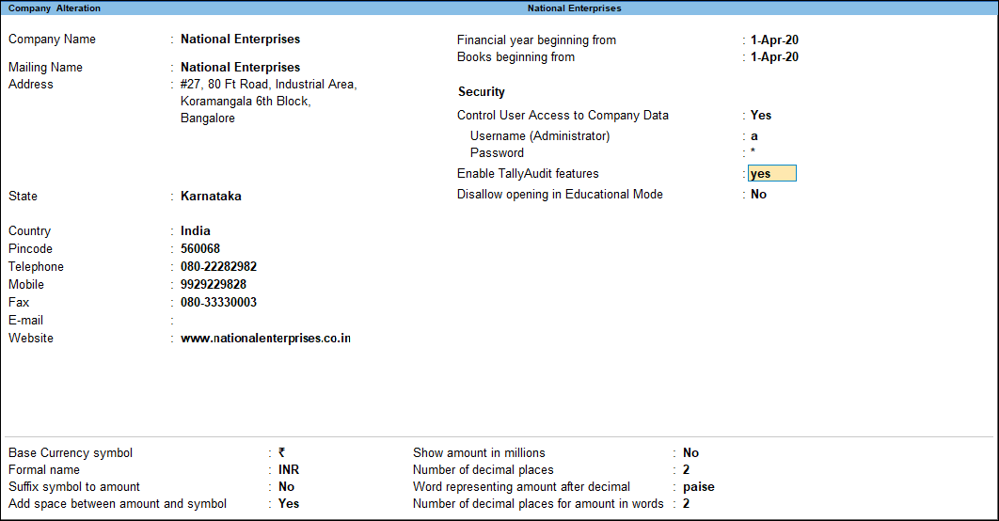 Company Alteration National Enterprises
Company Name : National Enterprises
Mailing Name : National Enterprises
Address : #27, 80 Ft Road, Industrial Area,
Koramangala 6th Block,
Bangalore
State : Karnataka
Country : India
Pincode : 560068
Telephone : 080-22282982
Mobile : 9929229828
Fax : 080-33330003
E-mail :
Website : www.nationalenterprises.co.in
Financial year beginning from : 1-Apr-20
Books beginning from : 1-Apr-20
Security
Control User Access to Company Data : Yes
Username (Administrator) : a
Password : *
Enable TallyAudit features : yes
Disallow opening in Educational Mode : No
Base Currency symbol : ₹
Formal name : INR
Suffix symbol to amount : No
Add space between amount and symbol : Yes
Show amount in millions : No
Number of decimal places : 2
Word representing amount after decimal : paise
Number of decimal places for amount in words : 2